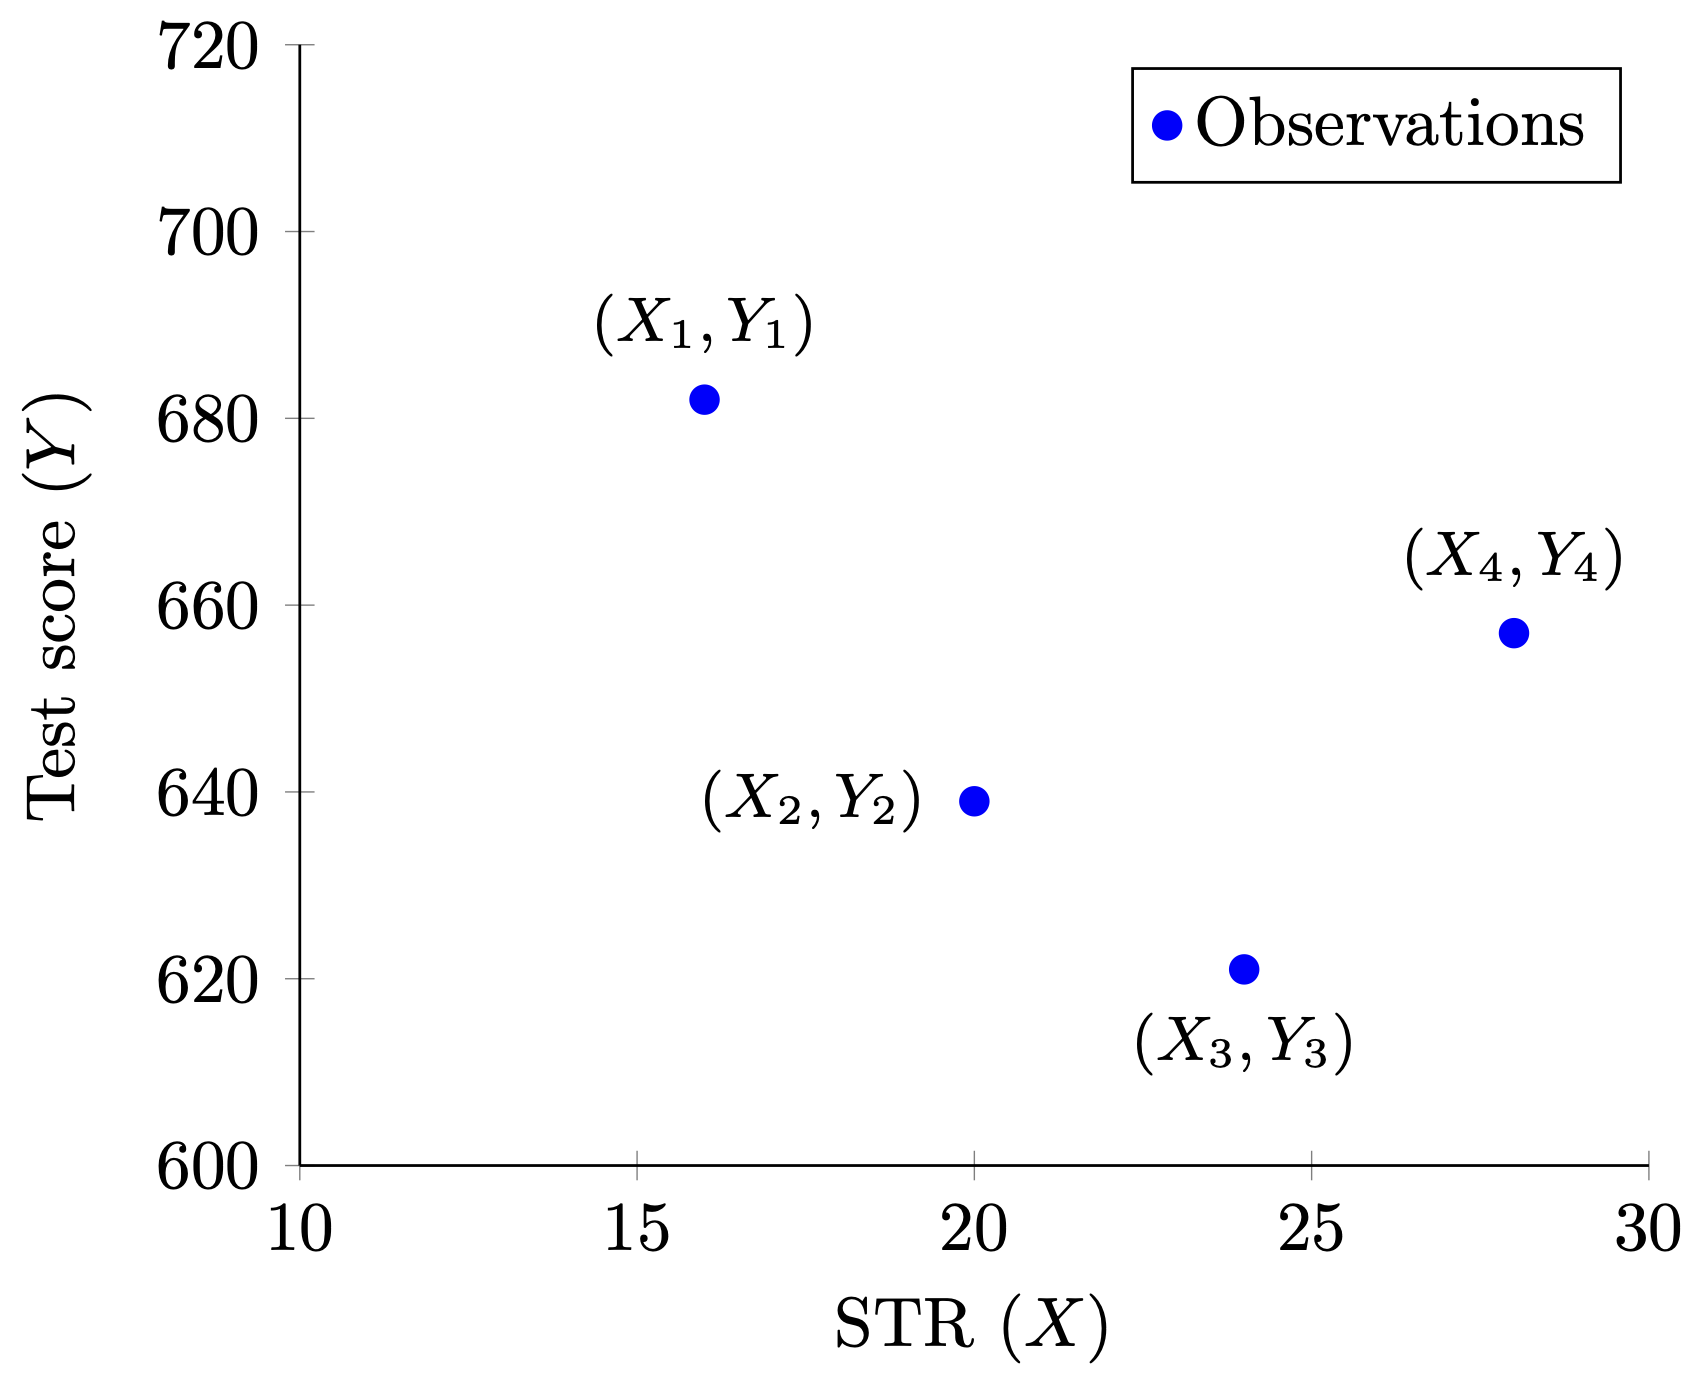 720
Observations
700
(X₁, Y₁)
680
(X₄, Y₄)
660
Test score (Y)
640
(X₂, Y₂)
620
(X₃, Y₃)
600
10 15 20 25 30
STR (X)